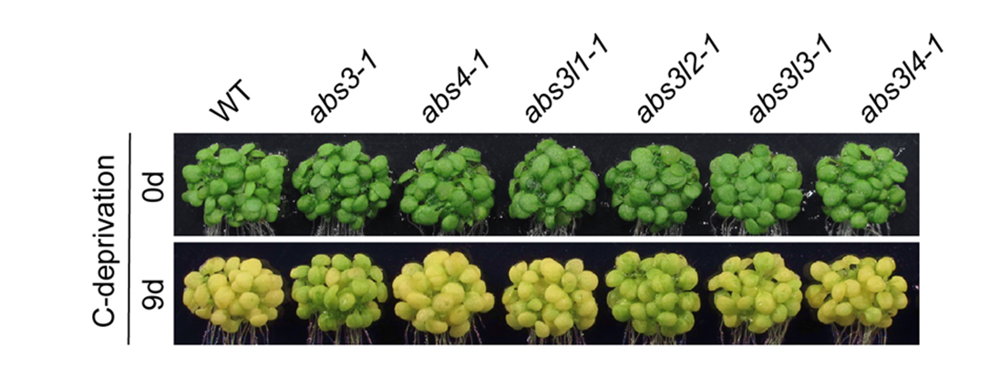 WT abs3-1 abs4-1 abs3l1-1 abs3l2-1 abs3l3-1 abs3l4-1
C-deprivation
0d
9d